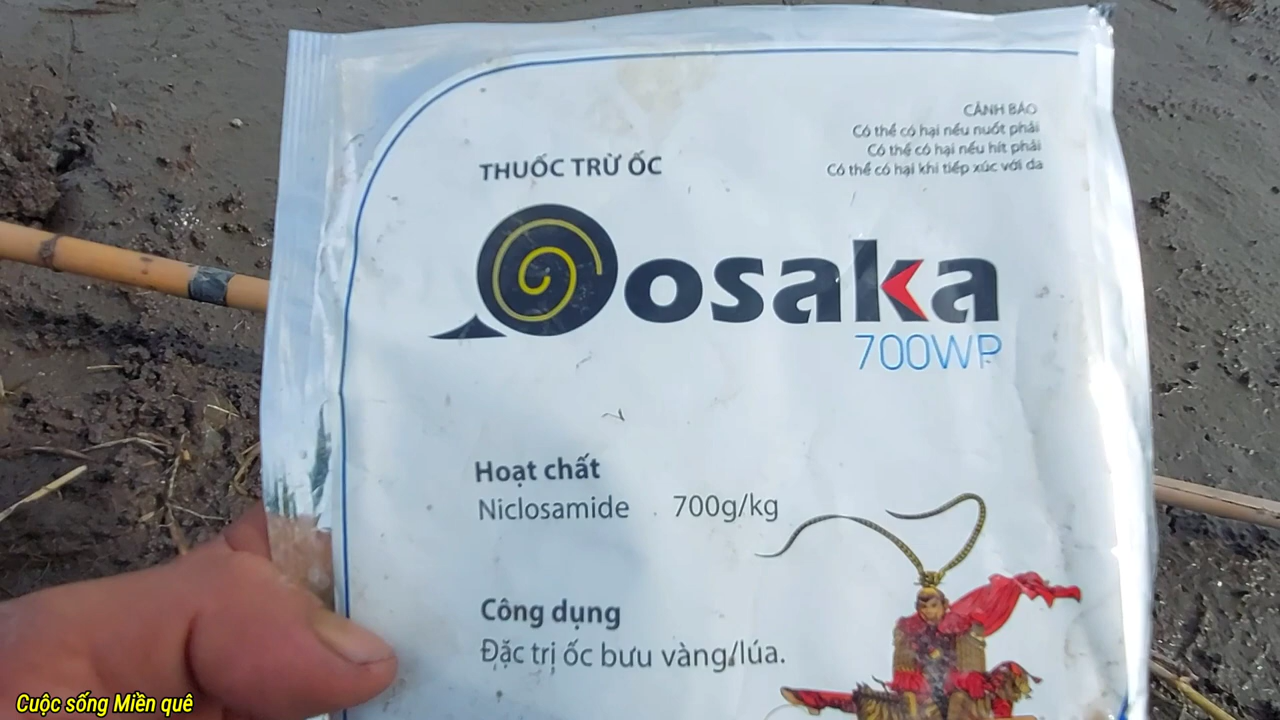 CẢNH BÁO
Có thể có hại nếu nuốt phải
Có thể có hại nếu hít phải
Có thể có hại khi tiếp xúc với da
THUỐC TRỪ ỐC
osaka
700WP
Hoạt chất
Niclosamide 700g/kg
Công dụng
Đặc trị ốc bưu vàng/lúa.
Cuộc sống Miền quê